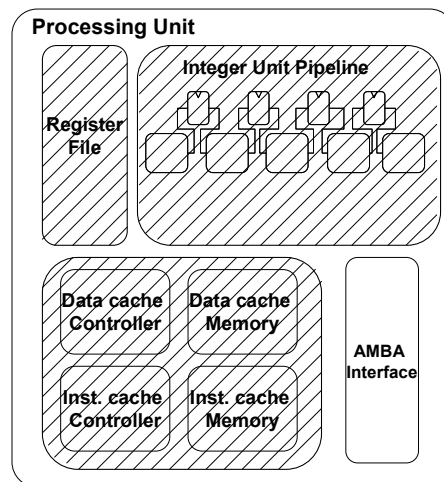 Processing Unit
Integer Unit Pipeline
Register
File
Data cache
Controller
Data cache
Memory
Inst. cache
Controller
Inst. cache
Memory
AMBA
Interface